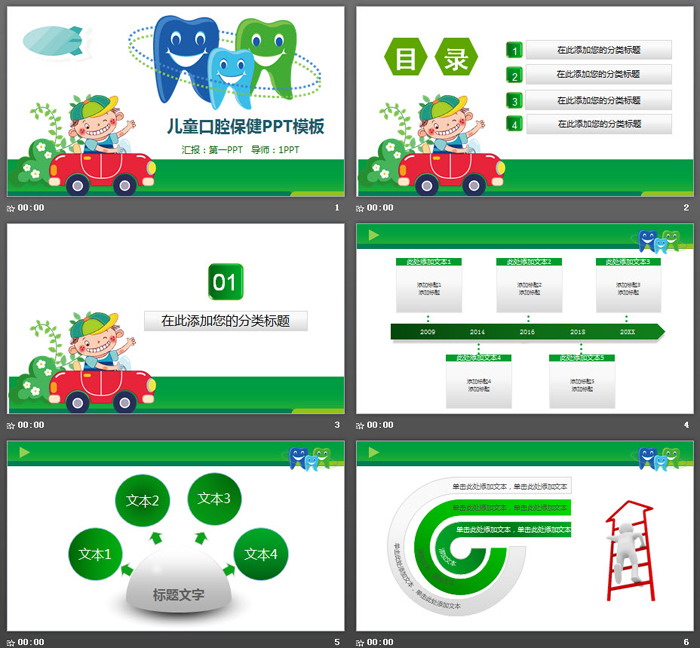 儿童口腔保健PPT模板
汇报：第一PPT 导师：1PPT
00:00
1
目 录
1 在此添加您的分类标题
2 在此添加您的分类标题
3 在此添加您的分类标题
4 在此添加您的分类标题
00:00
2
01
在此添加您的分类标题
00:00
3
此处添加文本1
添加标题1
添加标题
此处添加文本2
添加标题2
添加标题
此处添加文本3
添加标题3
添加标题
2009 2014 2016 2018 20XX
此处添加文本4
添加标题4
添加标题
此处添加文本5
添加标题5
添加标题
00:00
4
文本1
文本2
文本3
文本4
标题文字
00:00
5
单击此处添加文本，单击此处添加文本
单击此处添加文本，单击此处添加文本
单击此处添加文本，单击此处添加文本
添加文本
单击此处添加文本
单击此处添加文本，单击此处添加文本
00:00
6